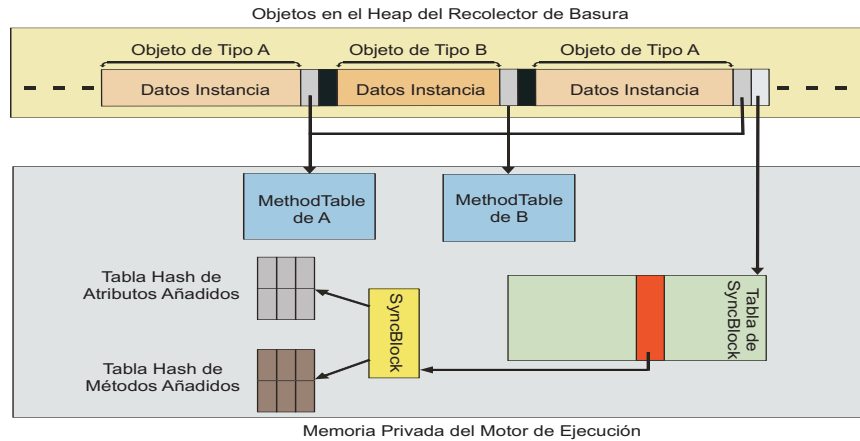 Objetos en el Heap del Recolector de Basura
Objeto de Tipo A
Objeto de Tipo B
Objeto de Tipo A
Datos Instancia
Datos Instancia
Datos Instancia
MethodTable
de A
MethodTable
de B
Tabla Hash de
Atributos Añadidos
SyncBlock
Tabla de
SyncBlock
Tabla Hash de
Métodos Añadidos
Memoria Privada del Motor de Ejecución